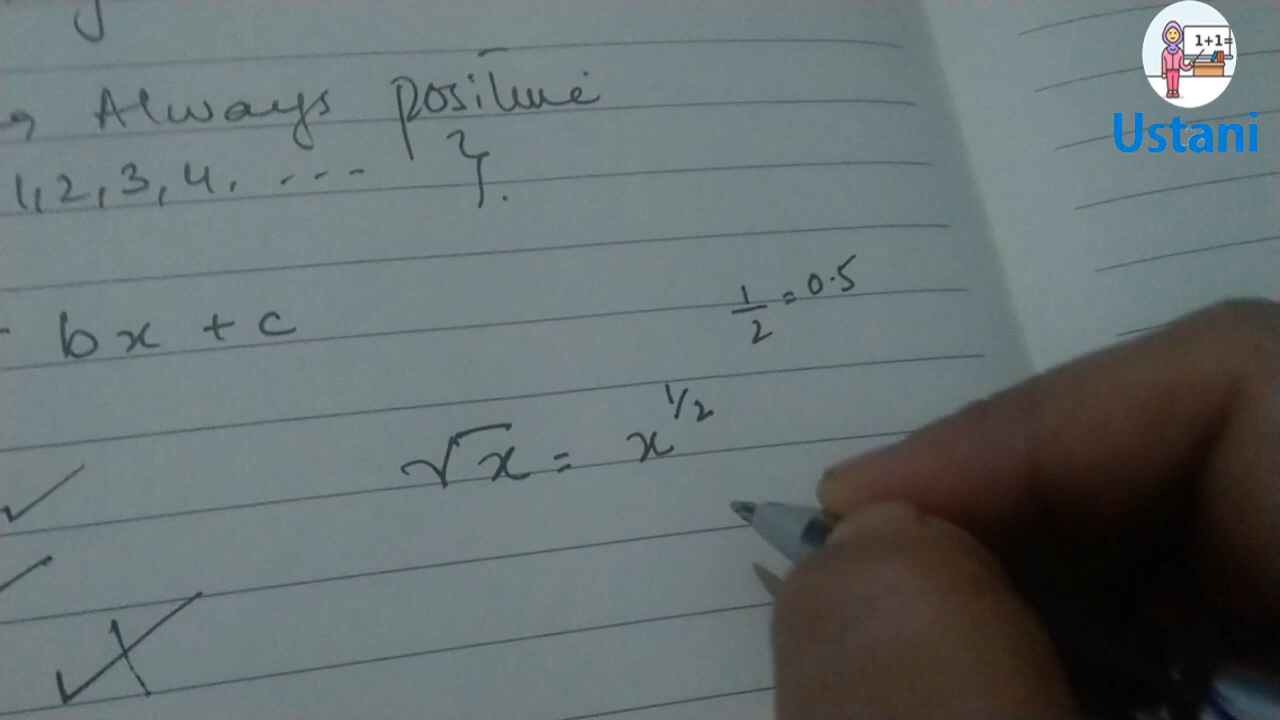 1+1=
Ustani
Always positive
1, 2, 3, 4, ... }.
bx + c
1/2 = 0.5
√x = x^1/2